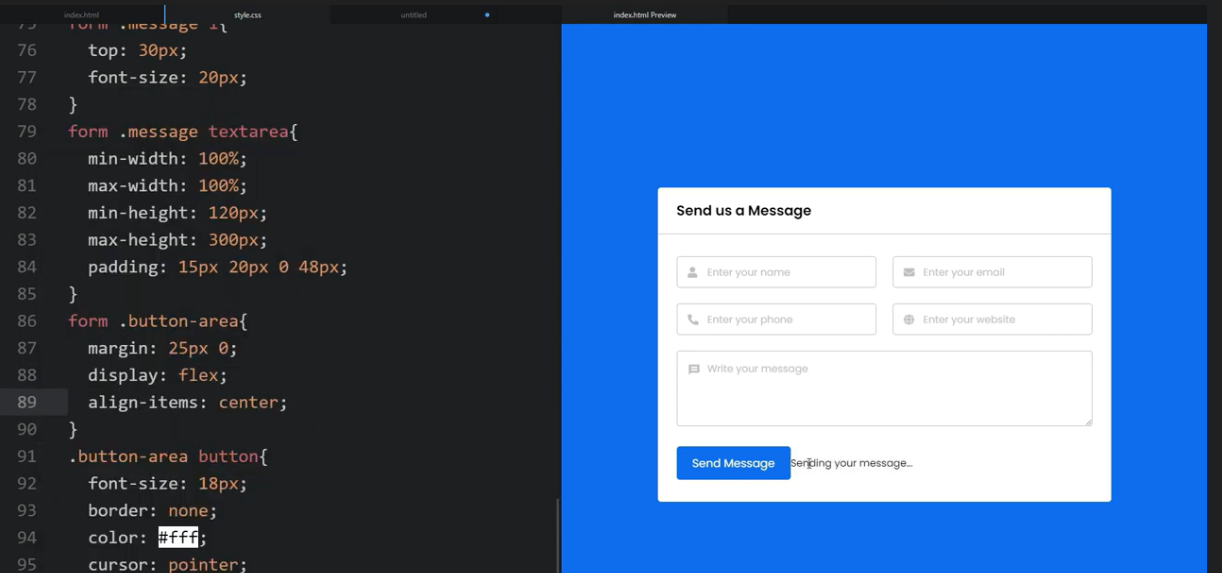 index.html
style.css
untitled
index.html Preview
75 form .message i{
76 top: 30px;
77 font-size: 20px;
78 }
79 form .message textarea{
80 min-width: 100%;
81 max-width: 100%;
82 min-height: 120px;
83 max-height: 300px;
84 padding: 15px 20px 0 48px;
85 }
86 form .button-area{
87 margin: 25px 0;
88 display: flex;
89 align-items: center;
90 }
91 .button-area button{
92 font-size: 18px;
93 border: none;
94 color: #fff;
95 cursor: pointer;
Send us a Message
Enter your name
Enter your email
Enter your phone
Enter your website
Write your message
Send Message
Sending your message...